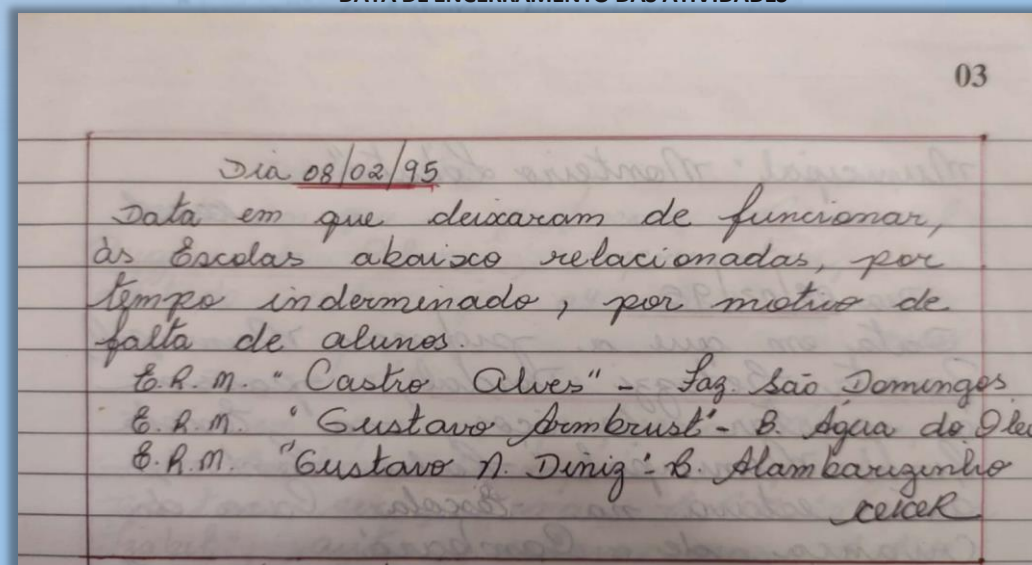 DATA DE ENCERRAMENTO DAS ATIVIDADES
03
Dia 08/02/95
Data em que deixaram de funcionar,
às Escolas abaixo relacionadas, por
tempo inderminado, por motivo de
falta de alunos.
E.R.M. "Castro Alves" - Faz. São Domingos
E.R.M. "Gustavo Armbrust" - B. Água do Óleo
E.R.M. "Gustavo N. Diniz" - B. Alambarizinho